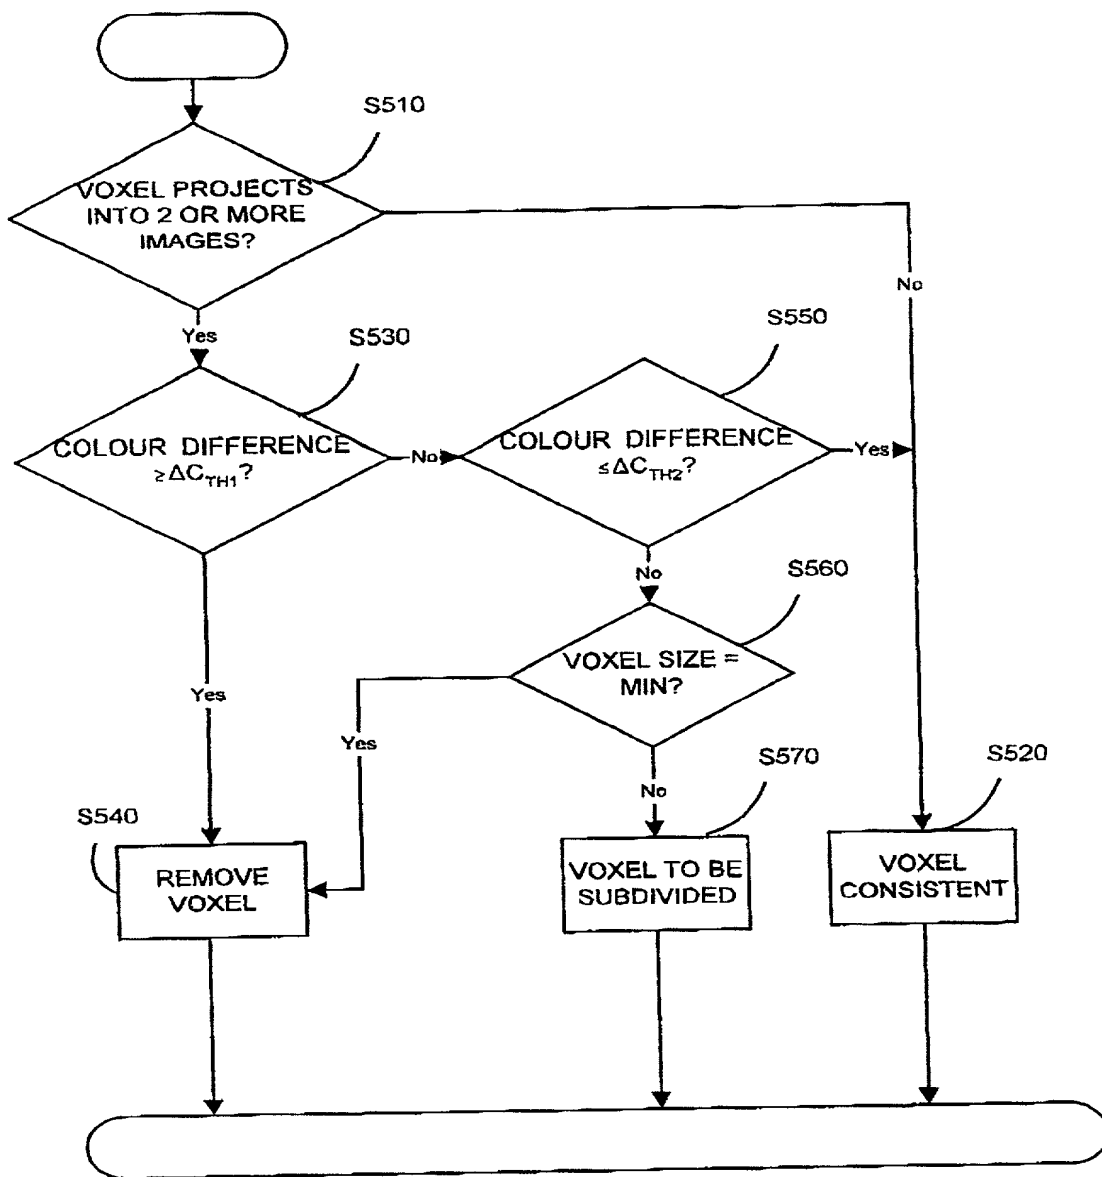 S510
VOXEL PROJECTS
INTO 2 OR MORE
IMAGES?
No
Yes
S530
S550
COLOUR DIFFERENCE
≥ΔC_TH1?
No
COLOUR DIFFERENCE
≤ΔC_TH2?
Yes
No
S560
VOXEL SIZE =
MIN?
Yes
Yes
No
S570
S520
S540
REMOVE
VOXEL
VOXEL TO BE
SUBDIVIDED
VOXEL
CONSISTENT